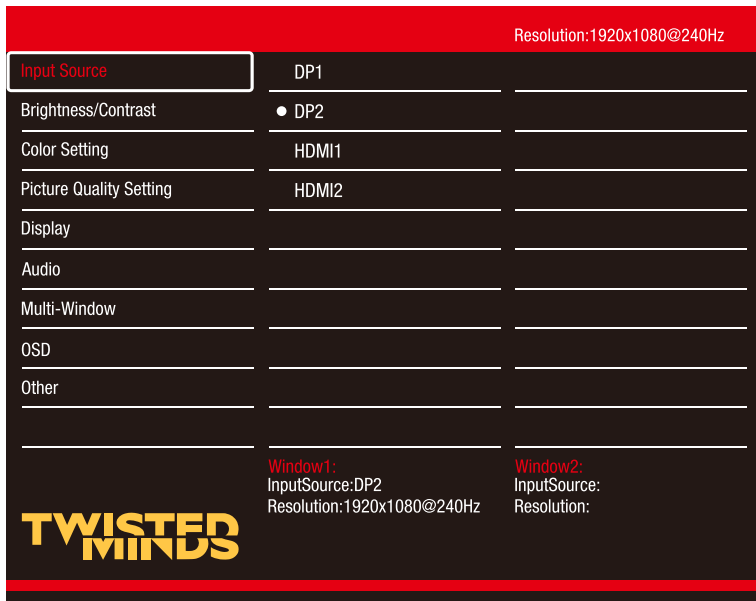 Resolution:1920x1080@240Hz
Input Source
DP1
Brightness/Contrast
DP2
Color Setting
HDMI1
Picture Quality Setting
HDMI2
Display
Audio
Multi-Window
OSD
Other
Window1:
InputSource:DP2
Resolution:1920x1080@240Hz
Window2:
InputSource:
Resolution:
TWISTED
MINDS